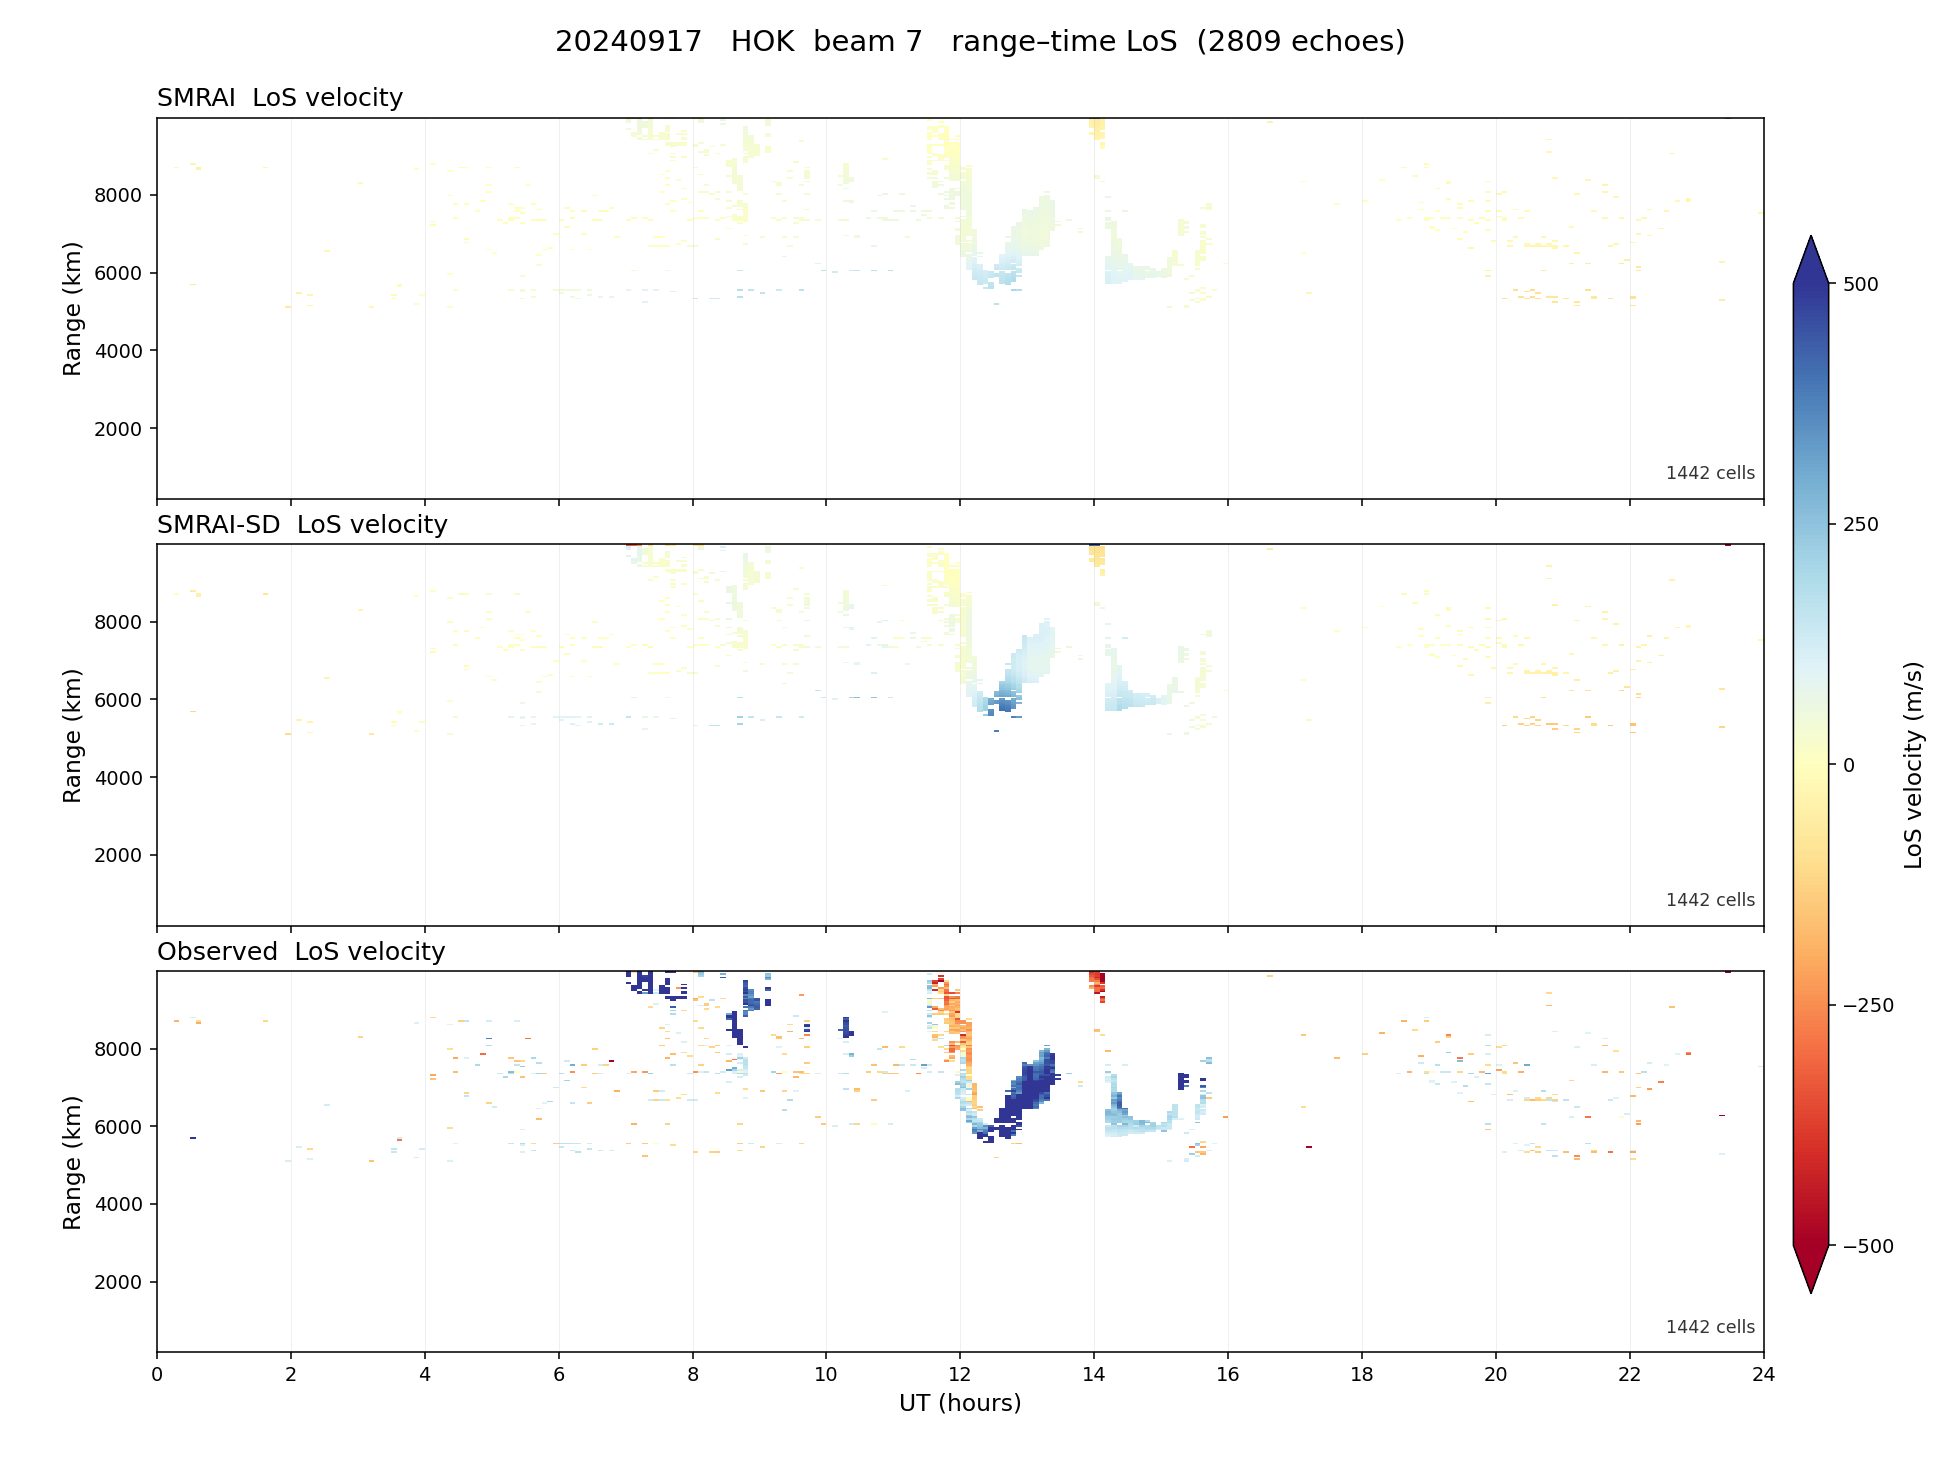 20240917   HOK  beam 7   range–time LoS  (2809 echoes)
SMRAI  LoS velocity
8000
6000
4000
2000
Range (km)
1442 cells
SMRAI-SD  LoS velocity
8000
6000
4000
2000
Range (km)
1442 cells
Observed  LoS velocity
8000
6000
4000
2000
Range (km)
1442 cells
0 2 4 6 8 10 12 14 16 18 20 22 24
UT (hours)
500
250
0
−250
−500
LoS velocity (m/s)